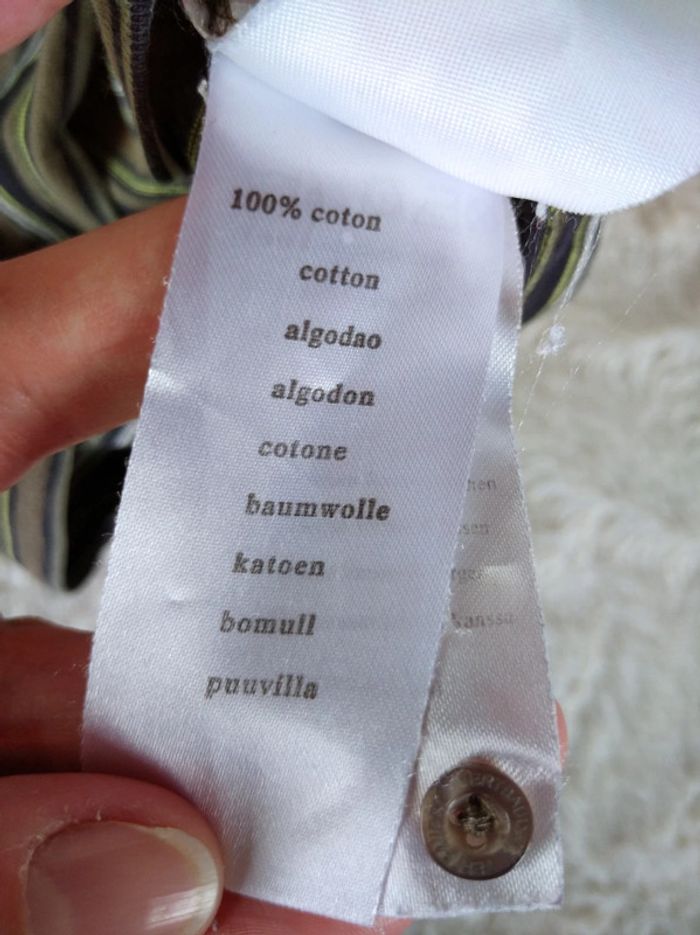 100% coton
cotton
algodao
algodon
cotone
baumwolle
katoen
bomull
puuvilla